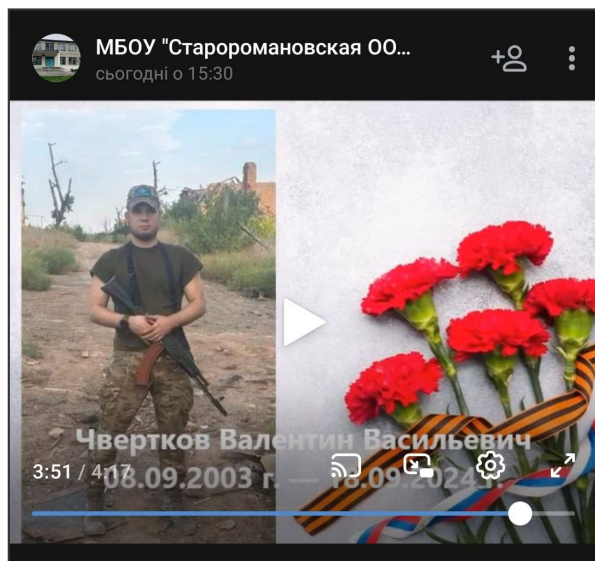 МБОУ "Староромановская ОО...
сьогодні о 15:30
Чвертков Валентин Васильевич
08.09.2003 г. — 18.09.2024 г.
3:51 / 4:17